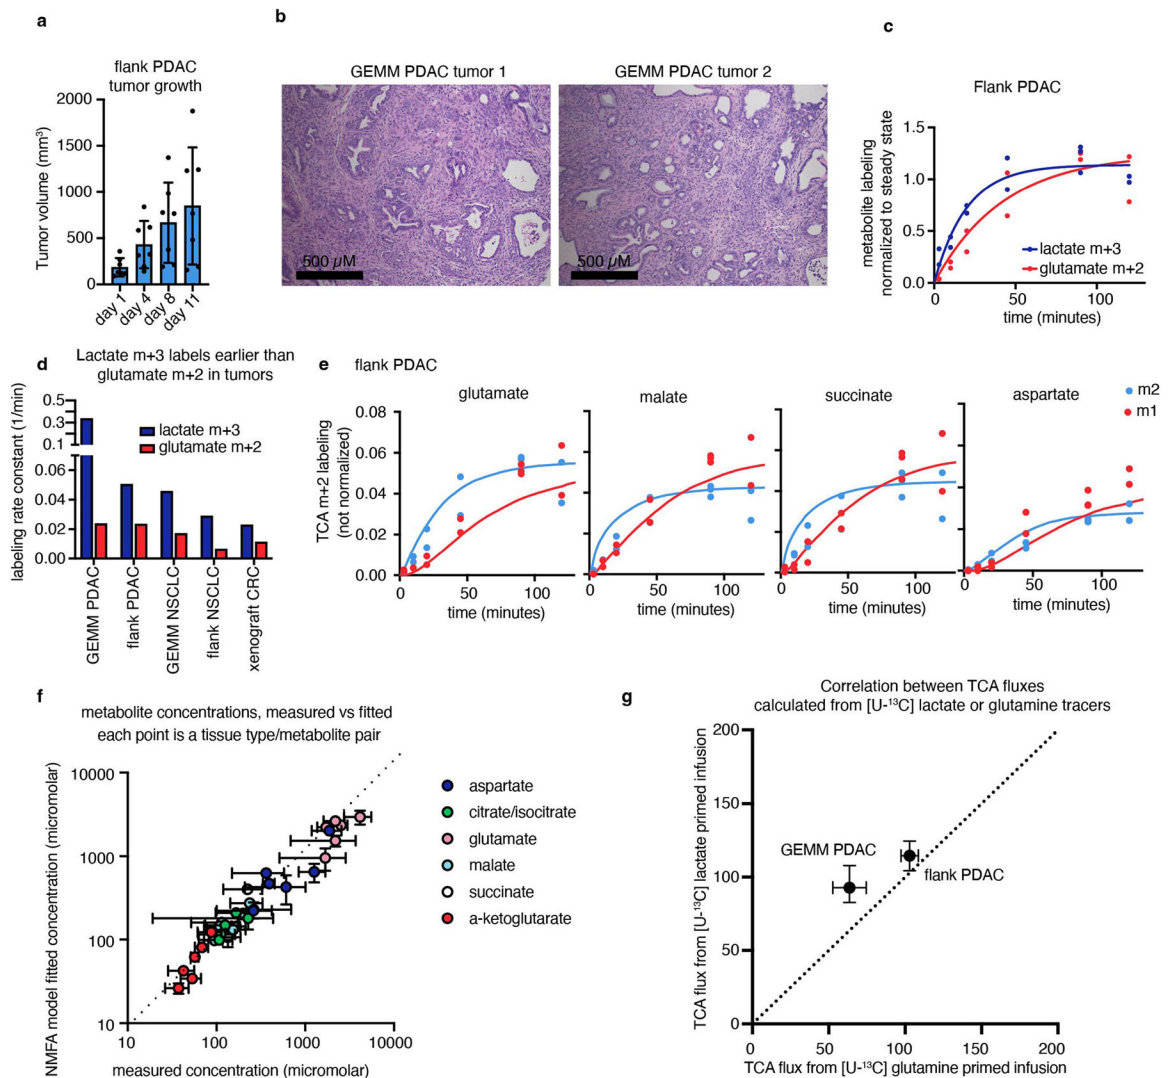 a
flank PDAC
tumor growth
Tumor volume (mm³)
2000
1500
1000
500
0
day 1
day 4
day 8
day 11
b
GEMM PDAC tumor 1
500 µM
GEMM PDAC tumor 2
500 µM
c
Flank PDAC
metabolite labeling
normalized to steady state
1.5
1.0
0.5
0.0
lactate m+3
glutamate m+2
0
50
100
time (minutes)
d
Lactate m+3 labels earlier than
glutamate m+2 in tumors
labeling rate constant (1/min)
0.5
0.3
0.1
0.06
0.04
0.02
0.00
lactate m+3
glutamate m+2
GEMM PDAC
flank PDAC
GEMM NSCLC
flank NSCLC
xenograft CRC
e
flank PDAC
TCA m+2 labeling
(not normalized)
0.08
0.06
0.04
0.02
0.00
glutamate
0
50
100
time (minutes)
malate
0
50
100
time (minutes)
succinate
0
50
100
time (minutes)
aspartate
0
50
100
time (minutes)
m2
m1
f
metabolite concentrations, measured vs fitted
each point is a tissue type/metabolite pair
NMFA model fitted concentration (micromolar)
10000
1000
100
10
10
100
1000
10000
measured concentration (micromolar)
aspartate
citrate/isocitrate
glutamate
malate
succinate
a-ketoglutarate
g
Correlation between TCA fluxes
calculated from [U-¹³C] lactate or glutamine tracers
TCA flux from [U-¹³C] lactate primed infusion
200
150
100
50
0
GEMM PDAC
flank PDAC
0
50
100
150
200
TCA flux from [U-¹³C] glutamine primed infusion